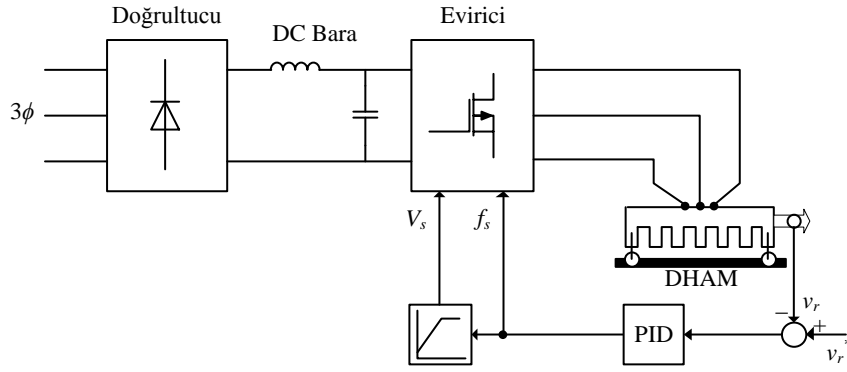 Doğrultucu
DC Bara
Evirici
3ϕ
V_s
f_s
DHAM
v_r
−
+
PID
v_r